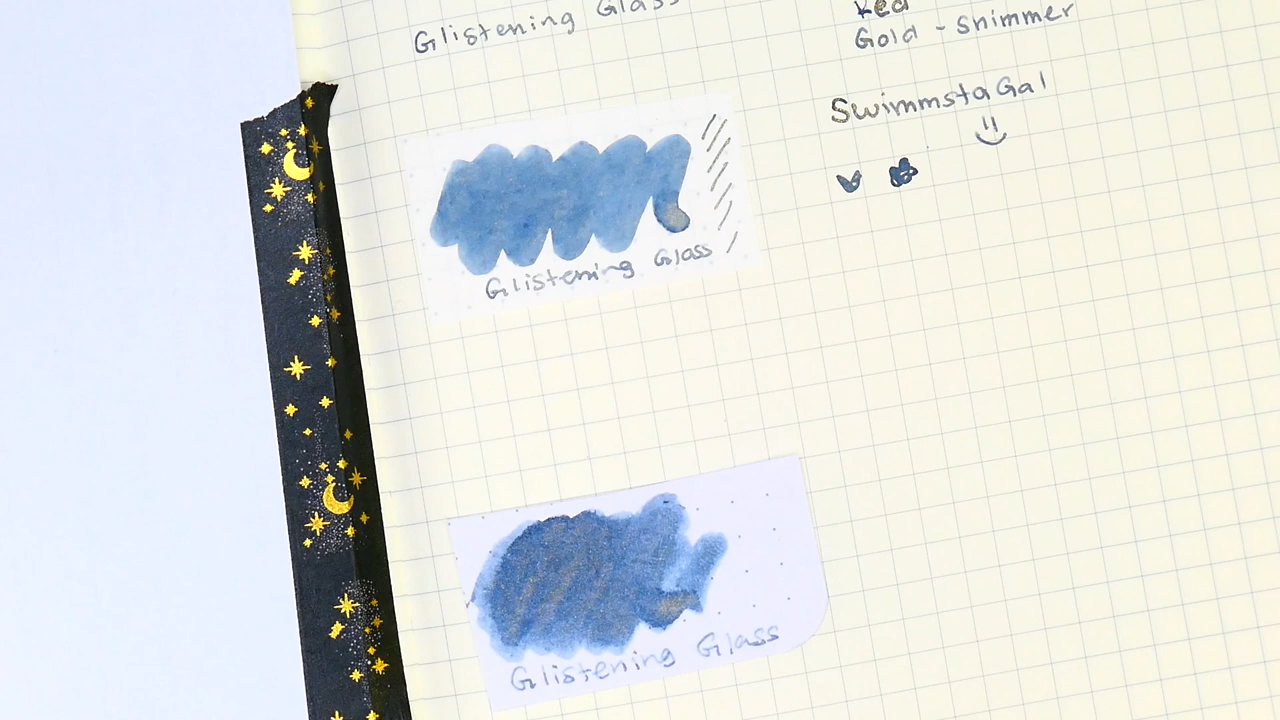 Glistening Glass
Red
Gold - Shimmer
SwimmstaGal
Glistening Glass
Glistening Glass